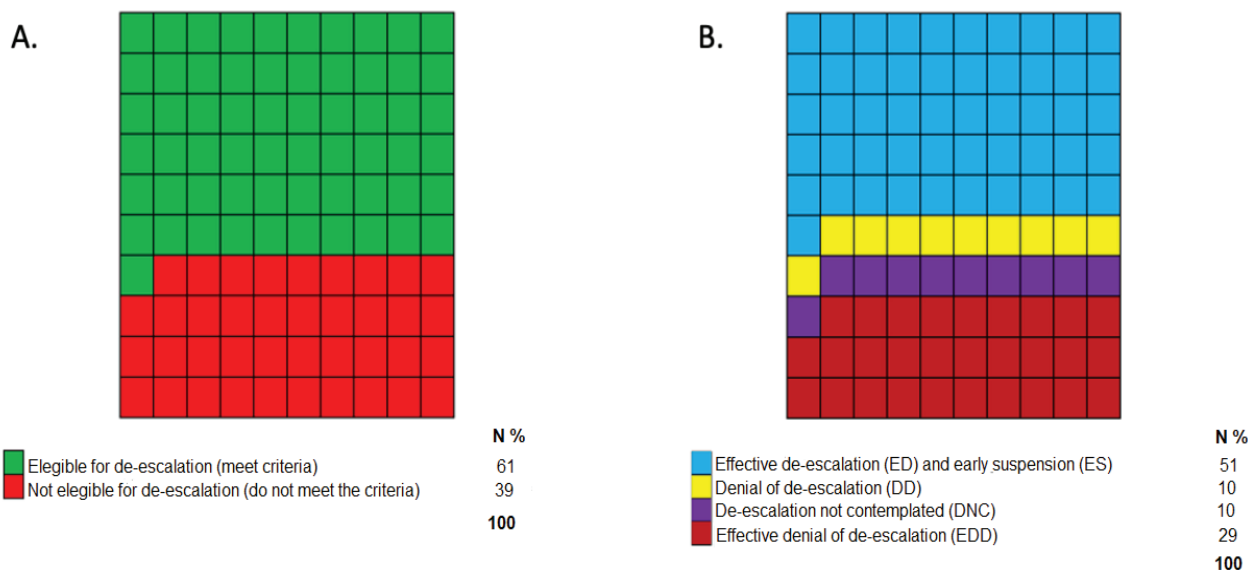 A.
N %
Elegible for de-escalation (meet criteria) 61
Not elegible for de-escalation (do not meet the criteria) 39
100
B.
N %
Effective de-escalation (ED) and early suspension (ES) 51
Denial of de-escalation (DD) 10
De-escalation not contemplated (DNC) 10
Effective denial of de-escalation (EDD) 29
100